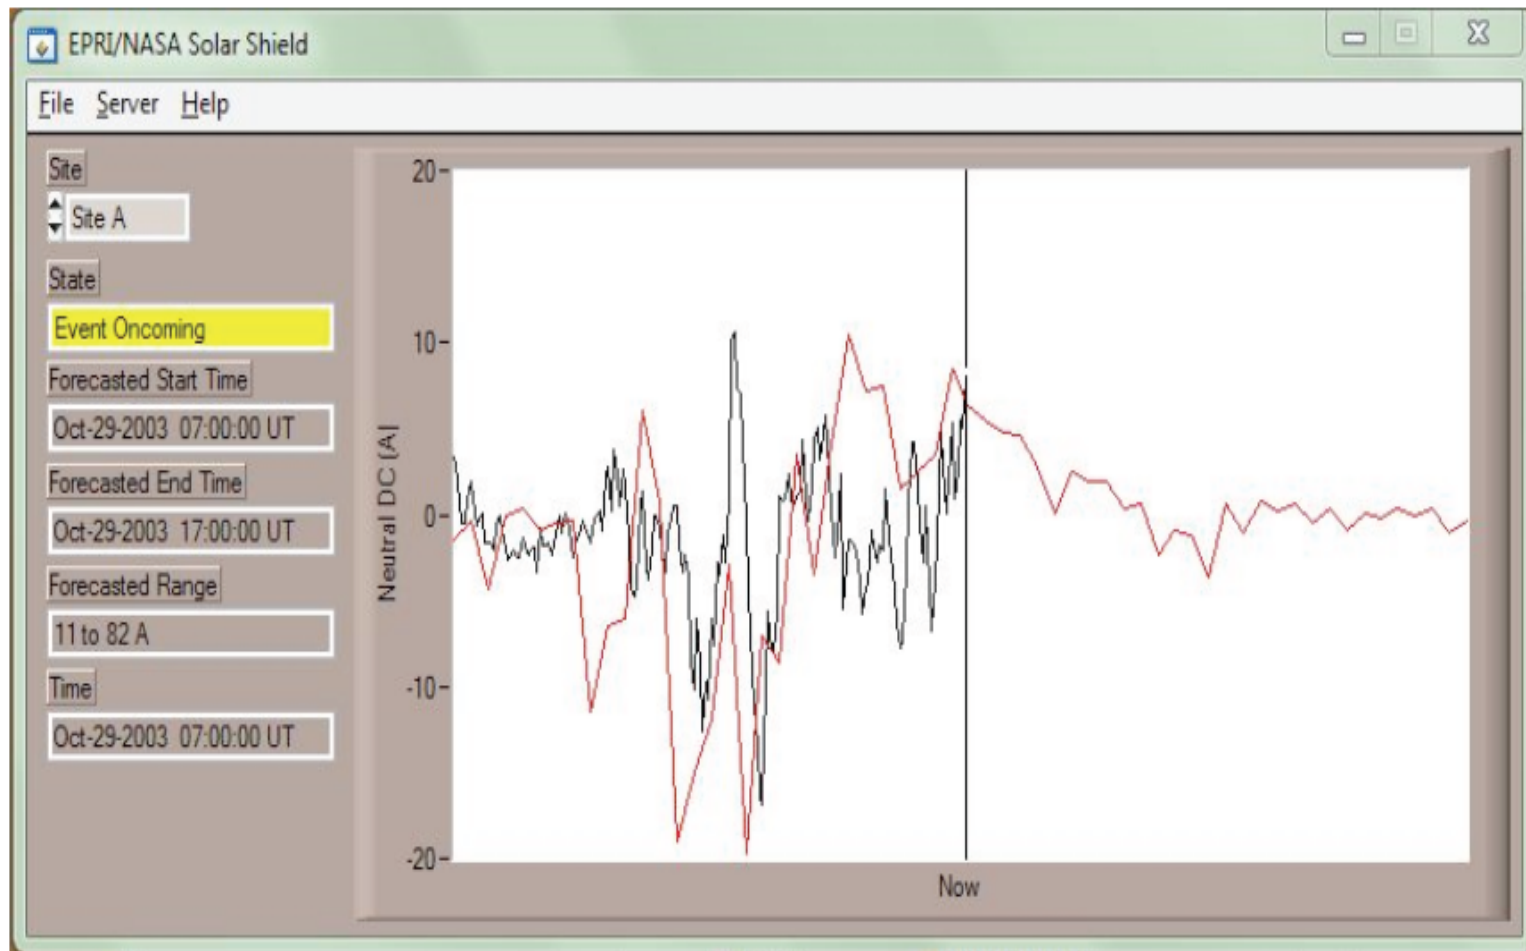 EPRI/NASA Solar Shield
File Server Help
Site
Site A
State
Event Oncoming
Forecasted Start Time
Oct-29-2003 07:00:00 UT
Forecasted End Time
Oct-29-2003 17:00:00 UT
Forecasted Range
11 to 82 A
Time
Oct-29-2003 07:00:00 UT
Neutral DC [A]
20
10
0
-10
-20
Now